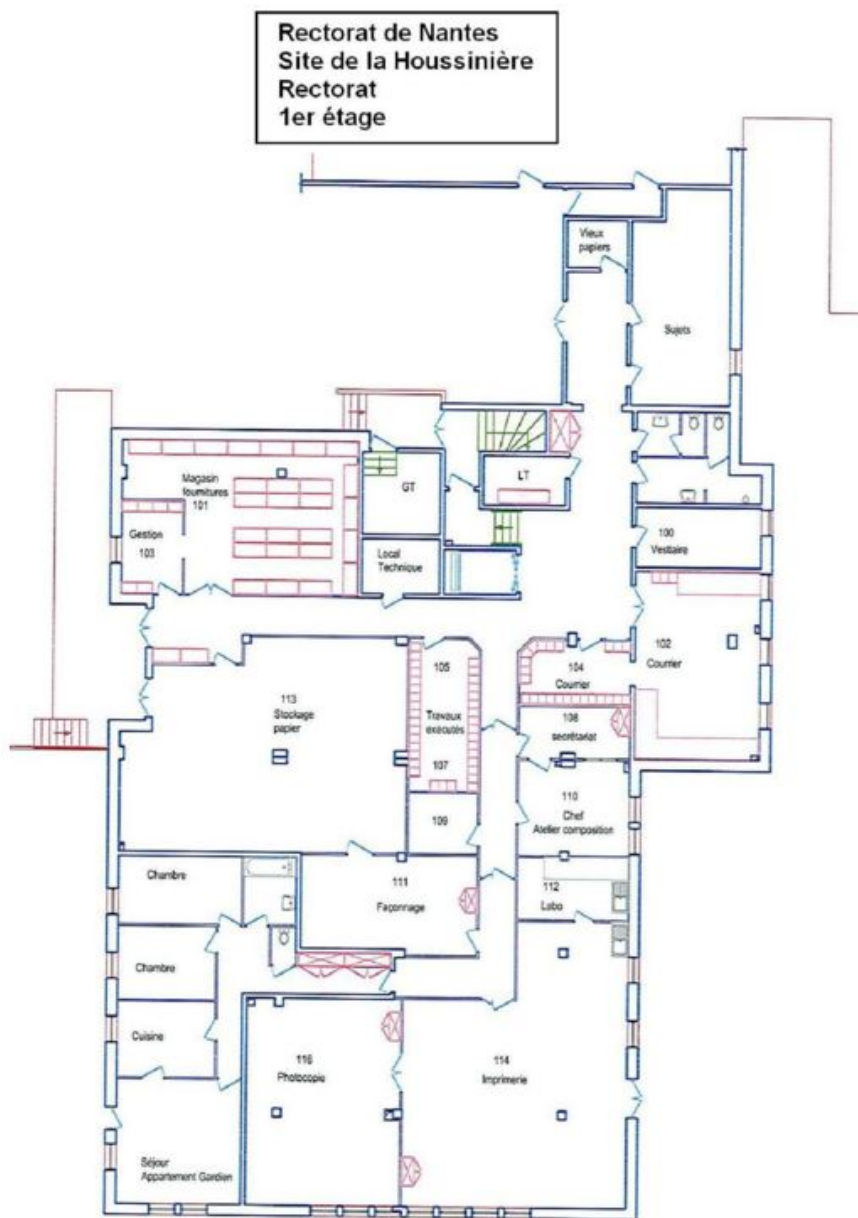 Rectorat de Nantes
Site de la Houssinière
Rectorat
1er étage
Vieux
papiers
Sujets
Magasin
fournitures
101
GT
LT
Gestion
103
Local
Technique
100
Vestiaire
102
Courrier
105
104
Courrier
113
Stockage
papier
Travaux
exécutés
108
secrétariat
107
110
Chef
Atelier composition
109
Chambre
111
Façonnage
112
Labo
Chambre
Cuisine
116
Photocopie
114
Imprimerie
Séjour
Appartement Gardien